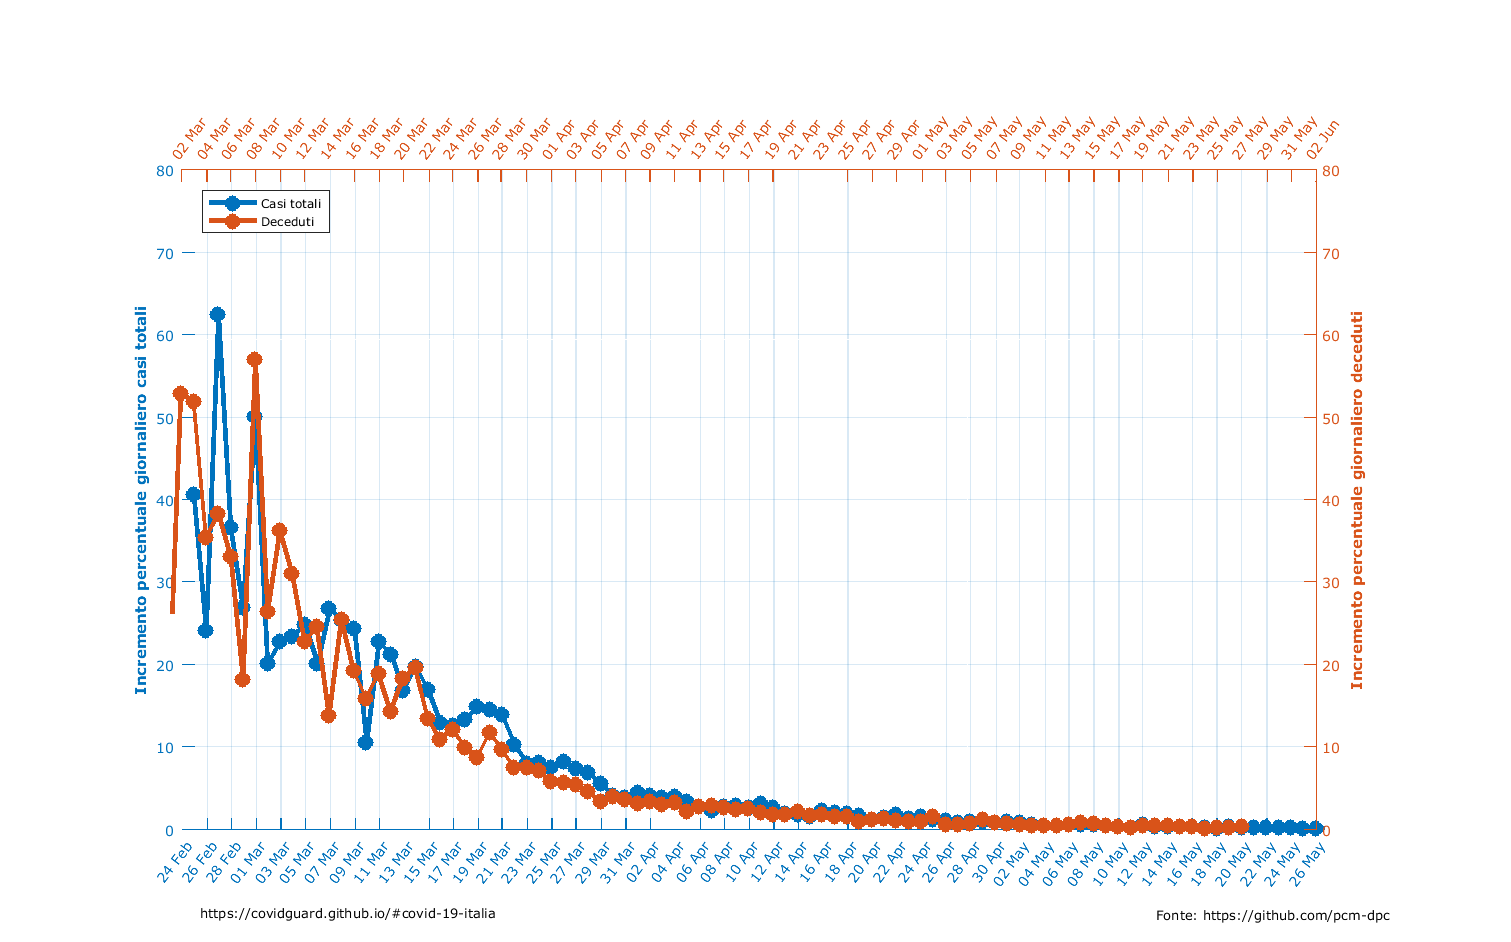 02 Mar
04 Mar
06 Mar
08 Mar
10 Mar
12 Mar
14 Mar
16 Mar
18 Mar
20 Mar
22 Mar
24 Mar
26 Mar
28 Mar
30 Mar
01 Apr
03 Apr
05 Apr
07 Apr
09 Apr
11 Apr
13 Apr
15 Apr
17 Apr
19 Apr
21 Apr
23 Apr
25 Apr
27 Apr
29 Apr
01 May
03 May
05 May
07 May
09 May
11 May
13 May
15 May
17 May
19 May
21 May
23 May
25 May
27 May
29 May
31 May
02 Jun
80
70
60
50
40
30
20
10
0
Incremento percentuale giornaliero casi totali
Casi totali
Deceduti
80
70
60
50
40
30
20
10
0
Incremento percentuale giornaliero deceduti
24 Feb
26 Feb
28 Feb
01 Mar
03 Mar
05 Mar
07 Mar
09 Mar
11 Mar
13 Mar
15 Mar
17 Mar
19 Mar
21 Mar
23 Mar
25 Mar
27 Mar
29 Mar
31 Mar
02 Apr
04 Apr
06 Apr
08 Apr
10 Apr
12 Apr
14 Apr
16 Apr
18 Apr
20 Apr
22 Apr
24 Apr
26 Apr
28 Apr
30 Apr
02 May
04 May
06 May
08 May
10 May
12 May
14 May
16 May
18 May
20 May
22 May
24 May
26 May
https://covidguard.github.io/#covid-19-italia
Fonte: https://github.com/pcm-dpc